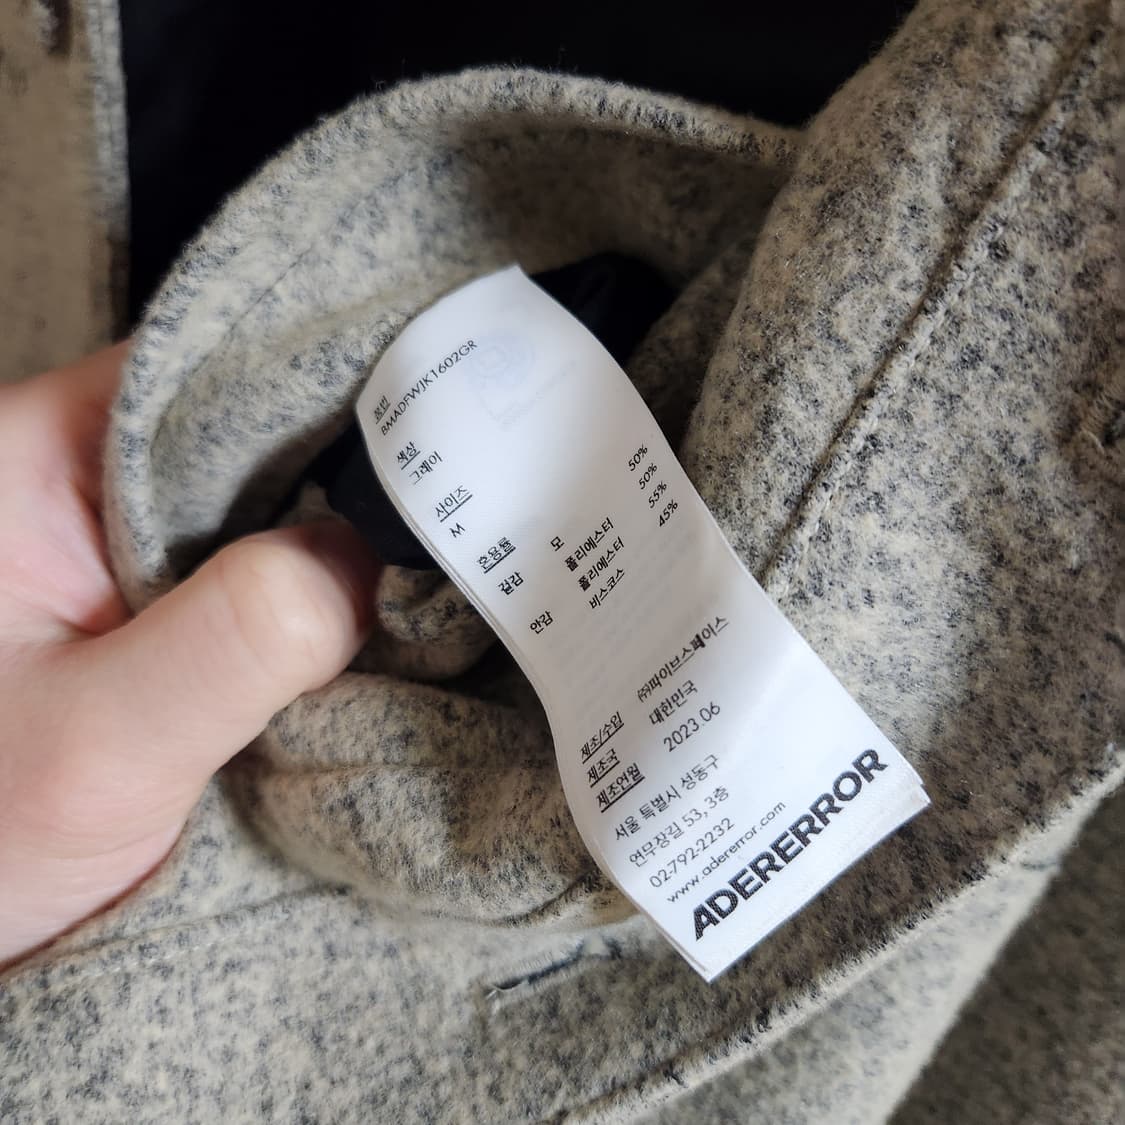 품번
BMADFWJK1602GR
색상
그레이
사이즈
M
혼용률
겉감 모 50%
폴리에스터 50%
안감 폴리에스터 55%
비스코스 45%
제조/수입 ㈜파이브스페이스
제조국 대한민국
제조연월 2023.06
서울 특별시 성동구
연무장길 53, 3층
02-792-2232
www.adererror.com
ADERERROR